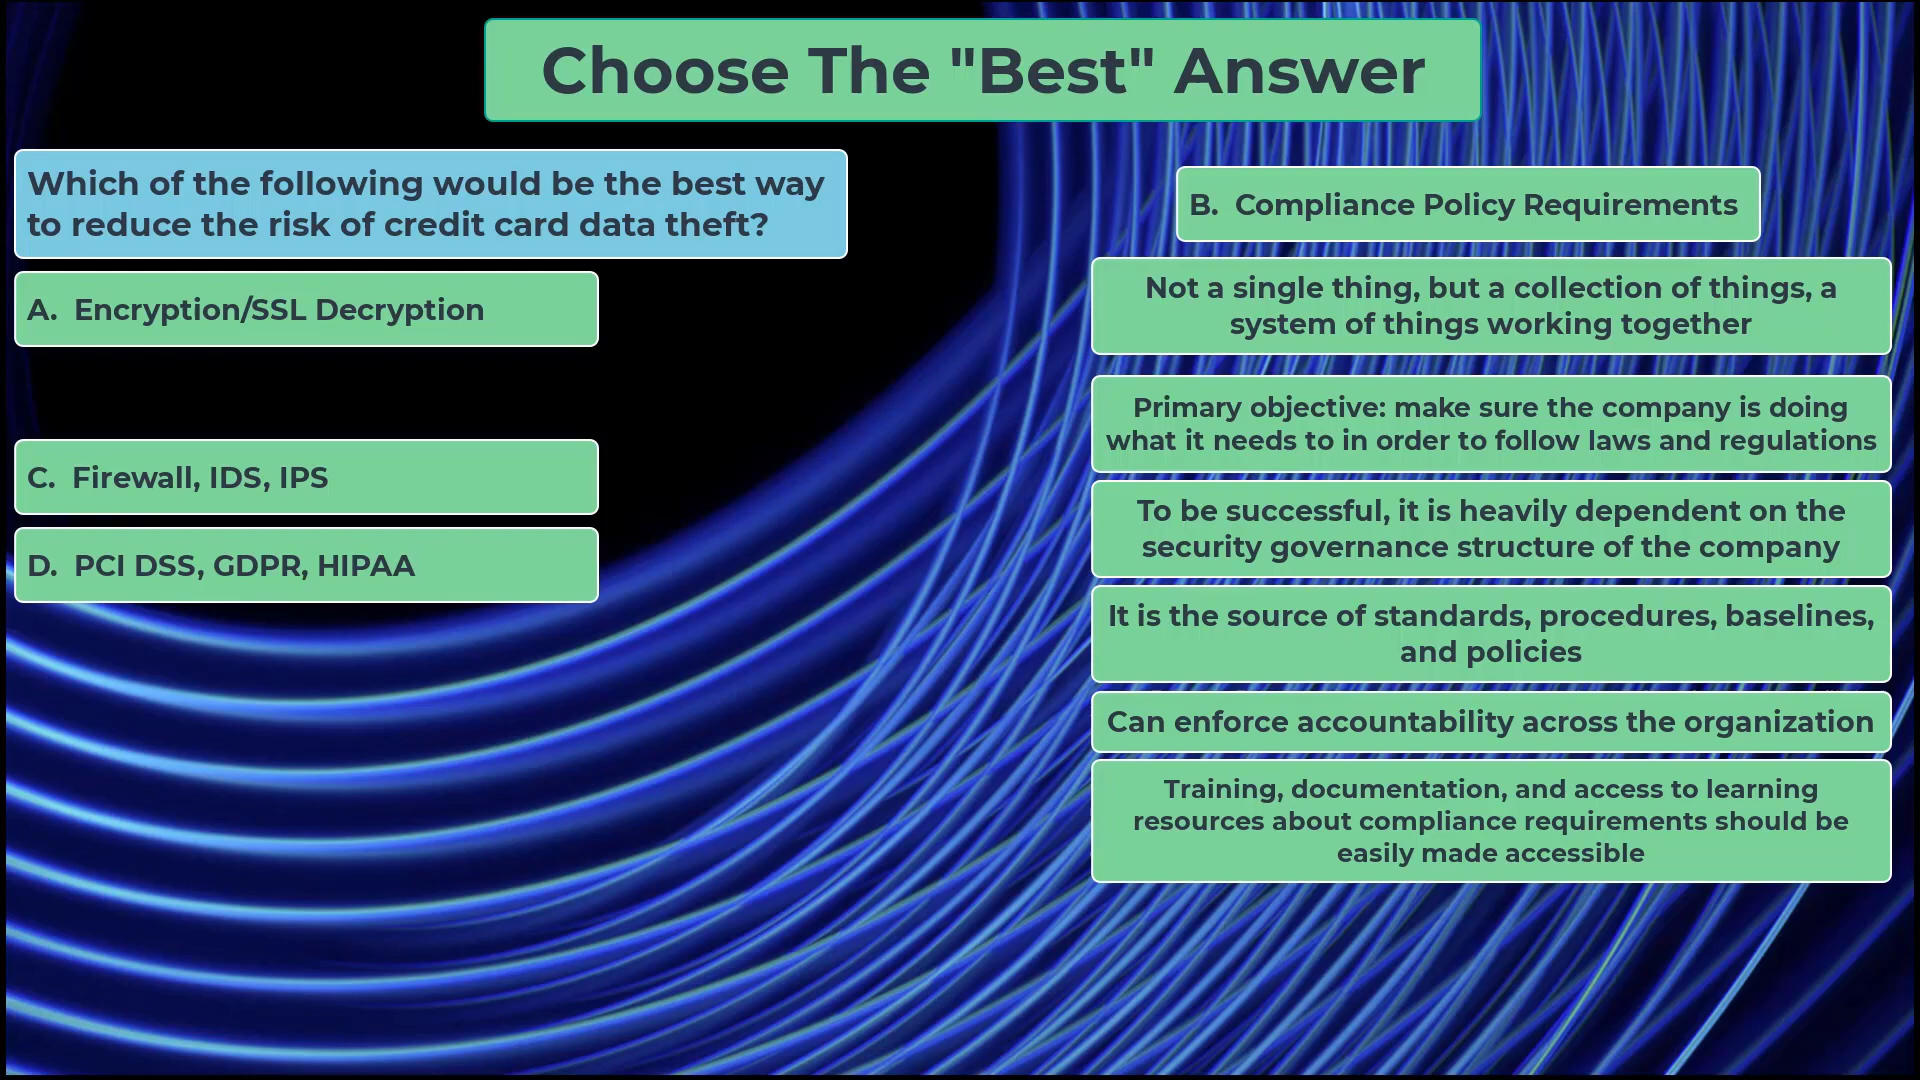 Choose The "Best" Answer
Which of the following would be the best way
to reduce the risk of credit card data theft?
A. Encryption/SSL Decryption
C. Firewall, IDS, IPS
D. PCI DSS, GDPR, HIPAA
B. Compliance Policy Requirements
Not a single thing, but a collection of things, a
system of things working together
Primary objective: make sure the company is doing
what it needs to in order to follow laws and regulations
To be successful, it is heavily dependent on the
security governance structure of the company
It is the source of standards, procedures, baselines,
and policies
Can enforce accountability across the organization
Training, documentation, and access to learning
resources about compliance requirements should be
easily made accessible